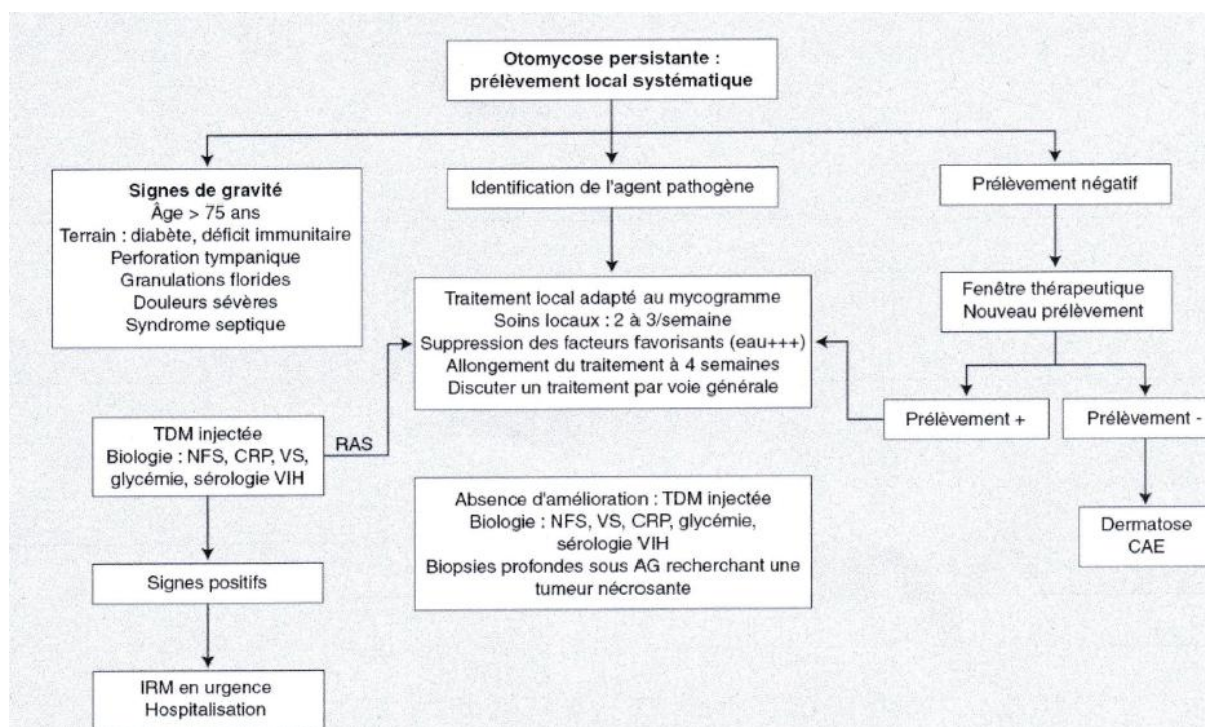 Otomycose persistante :
prélèvement local systématique
Signes de gravité
Âge > 75 ans
Terrain : diabète, déficit immunitaire
Perforation tympanique
Granulations florides
Douleurs sévères
Syndrome septique
Identification de l'agent pathogène
Prélèvement négatif
Traitement local adapté au mycogramme
Soins locaux : 2 à 3/semaine
Suppression des facteurs favorisants (eau+++)
Allongement du traitement à 4 semaines
Discuter un traitement par voie générale
Fenêtre thérapeutique
Nouveau prélèvement
Prélèvement +
Prélèvement -
TDM injectée
Biologie : NFS, CRP, VS,
glycémie, sérologie VIH
RAS
Absence d'amélioration : TDM injectée
Biologie : NFS, VS, CRP, glycémie,
sérologie VIH
Biopsies profondes sous AG recherchant une
tumeur nécrosante
Dermatose
CAE
Signes positifs
IRM en urgence
Hospitalisation